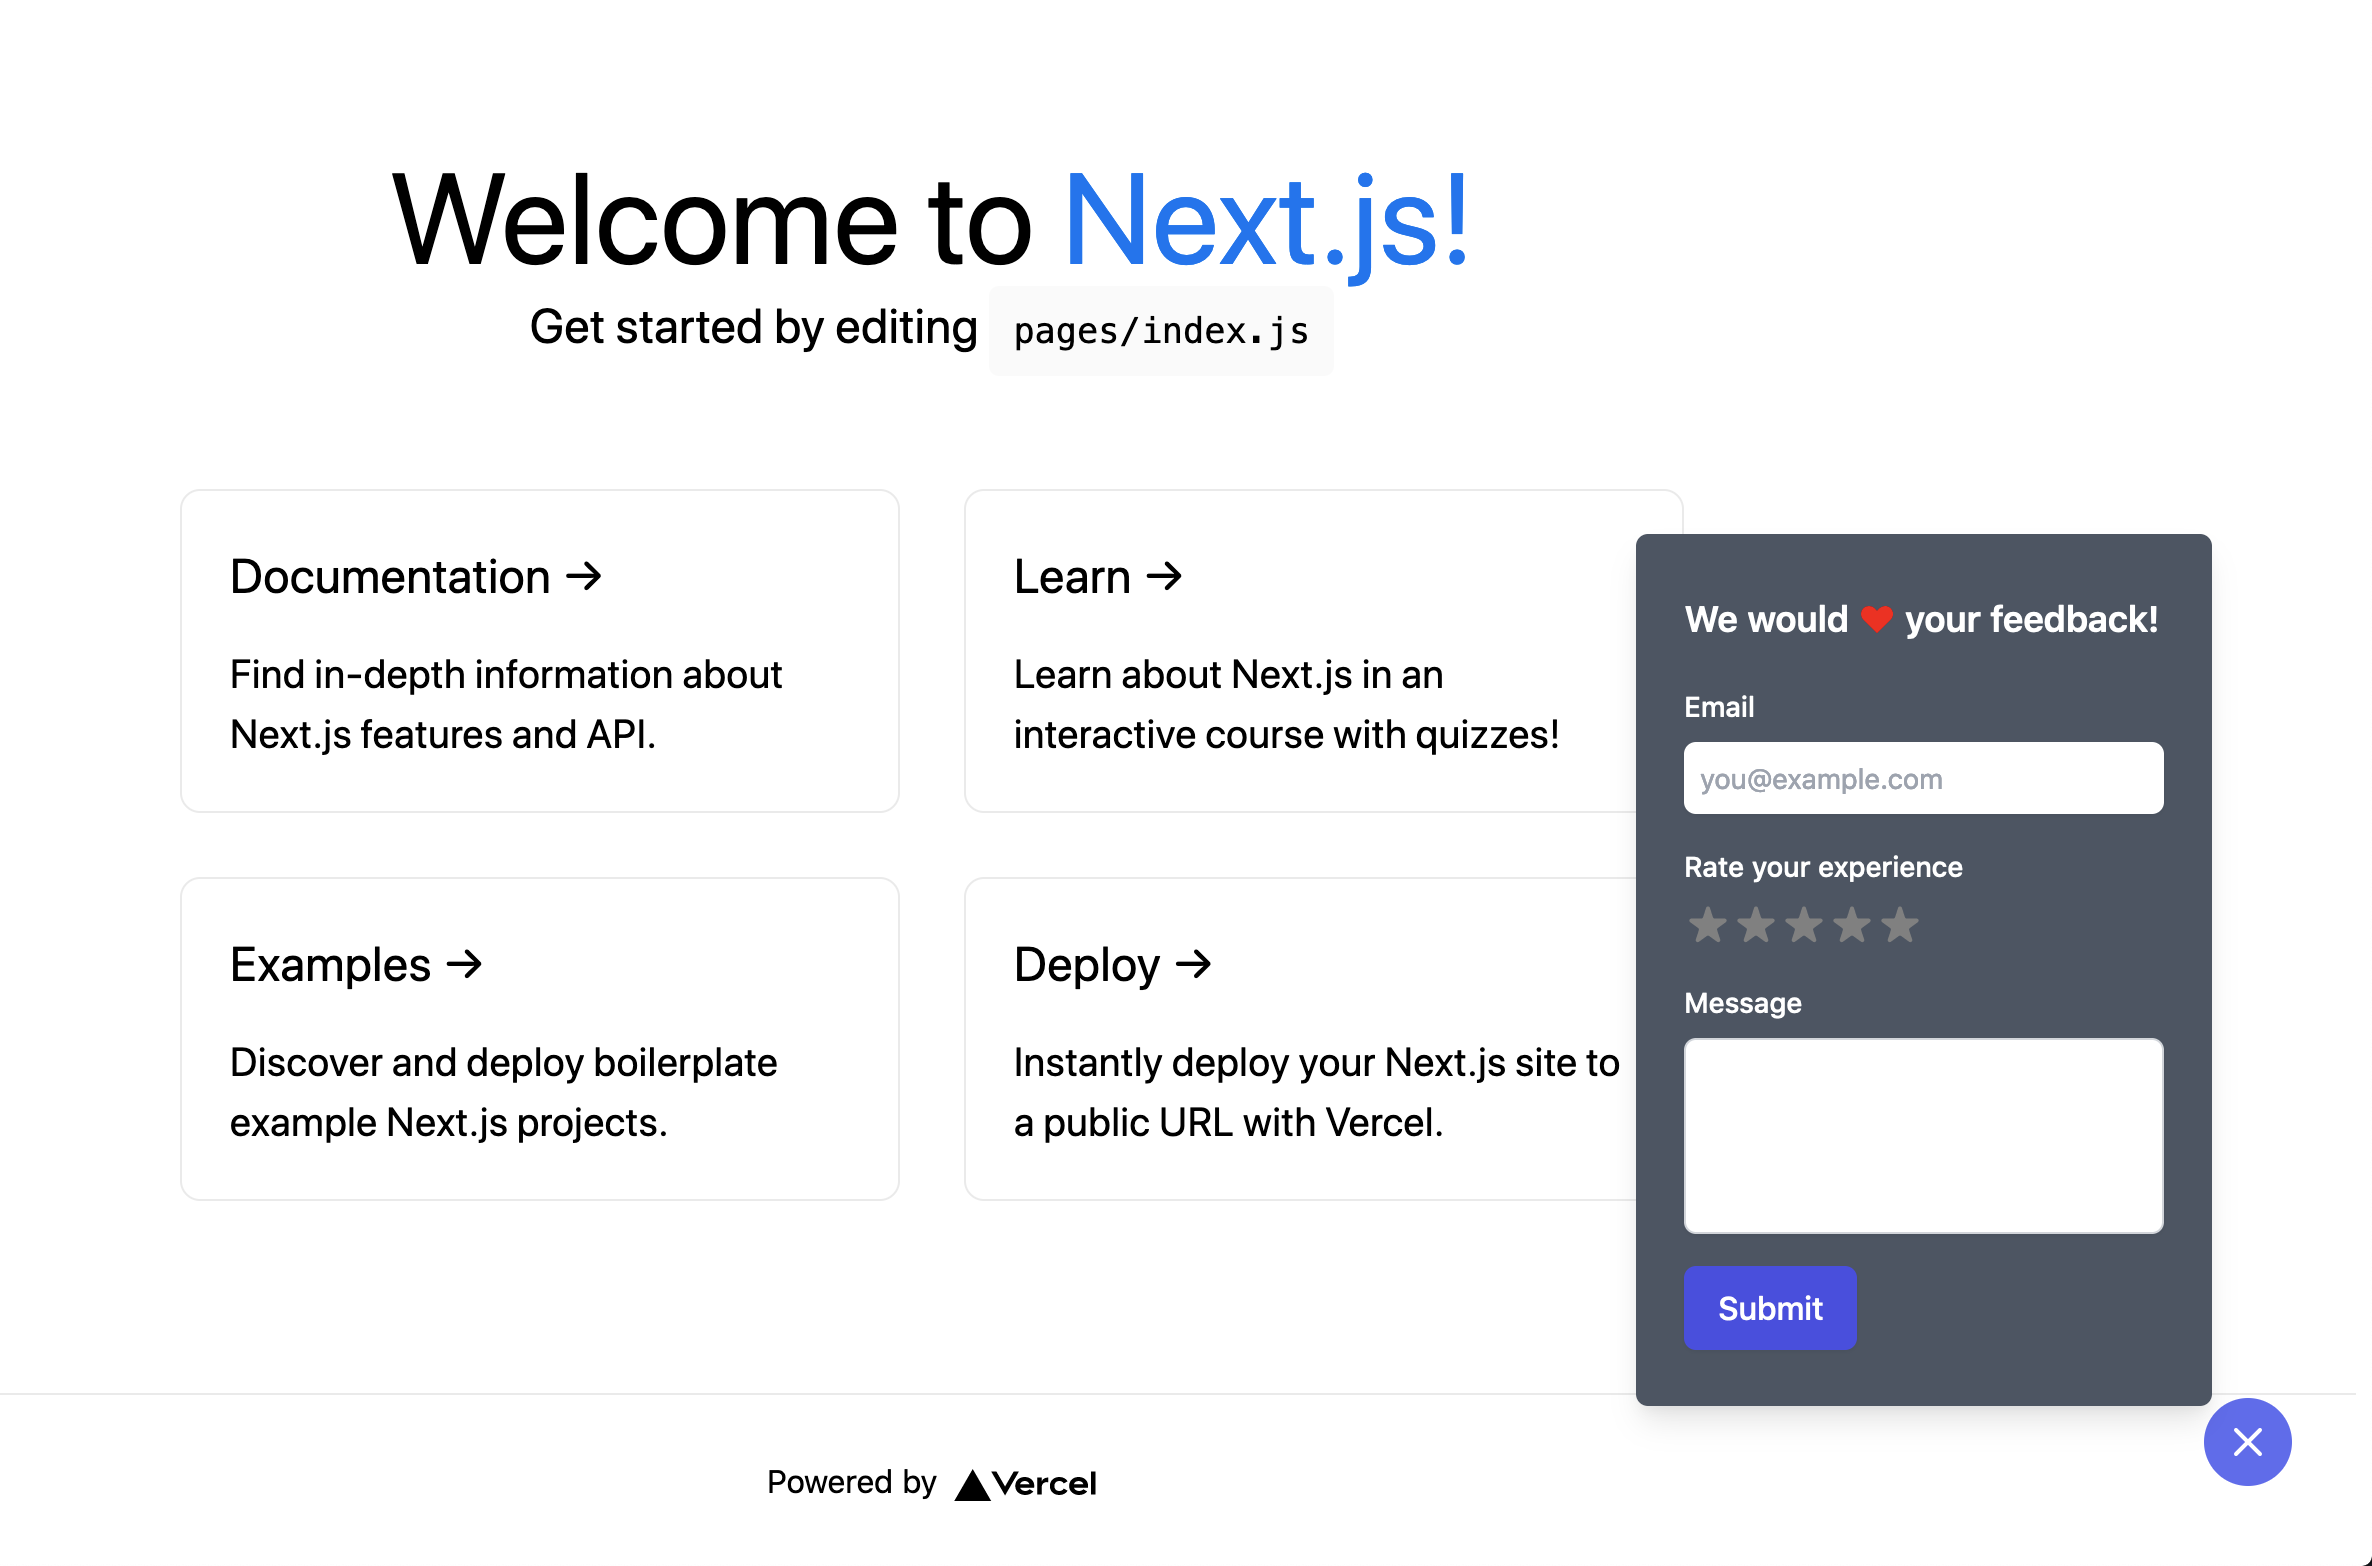 Welcome to Next.js!
Get started by editing pages/index.js
Documentation →
Find in-depth information about
Next.js features and API.
Learn →
Learn about Next.js in an
interactive course with quizzes!
Examples →
Discover and deploy boilerplate
example Next.js projects.
Deploy →
Instantly deploy your Next.js site to
a public URL with Vercel.
We would ❤️ your feedback!
Email
you@example.com
Rate your experience
Message
Submit
Powered by Vercel